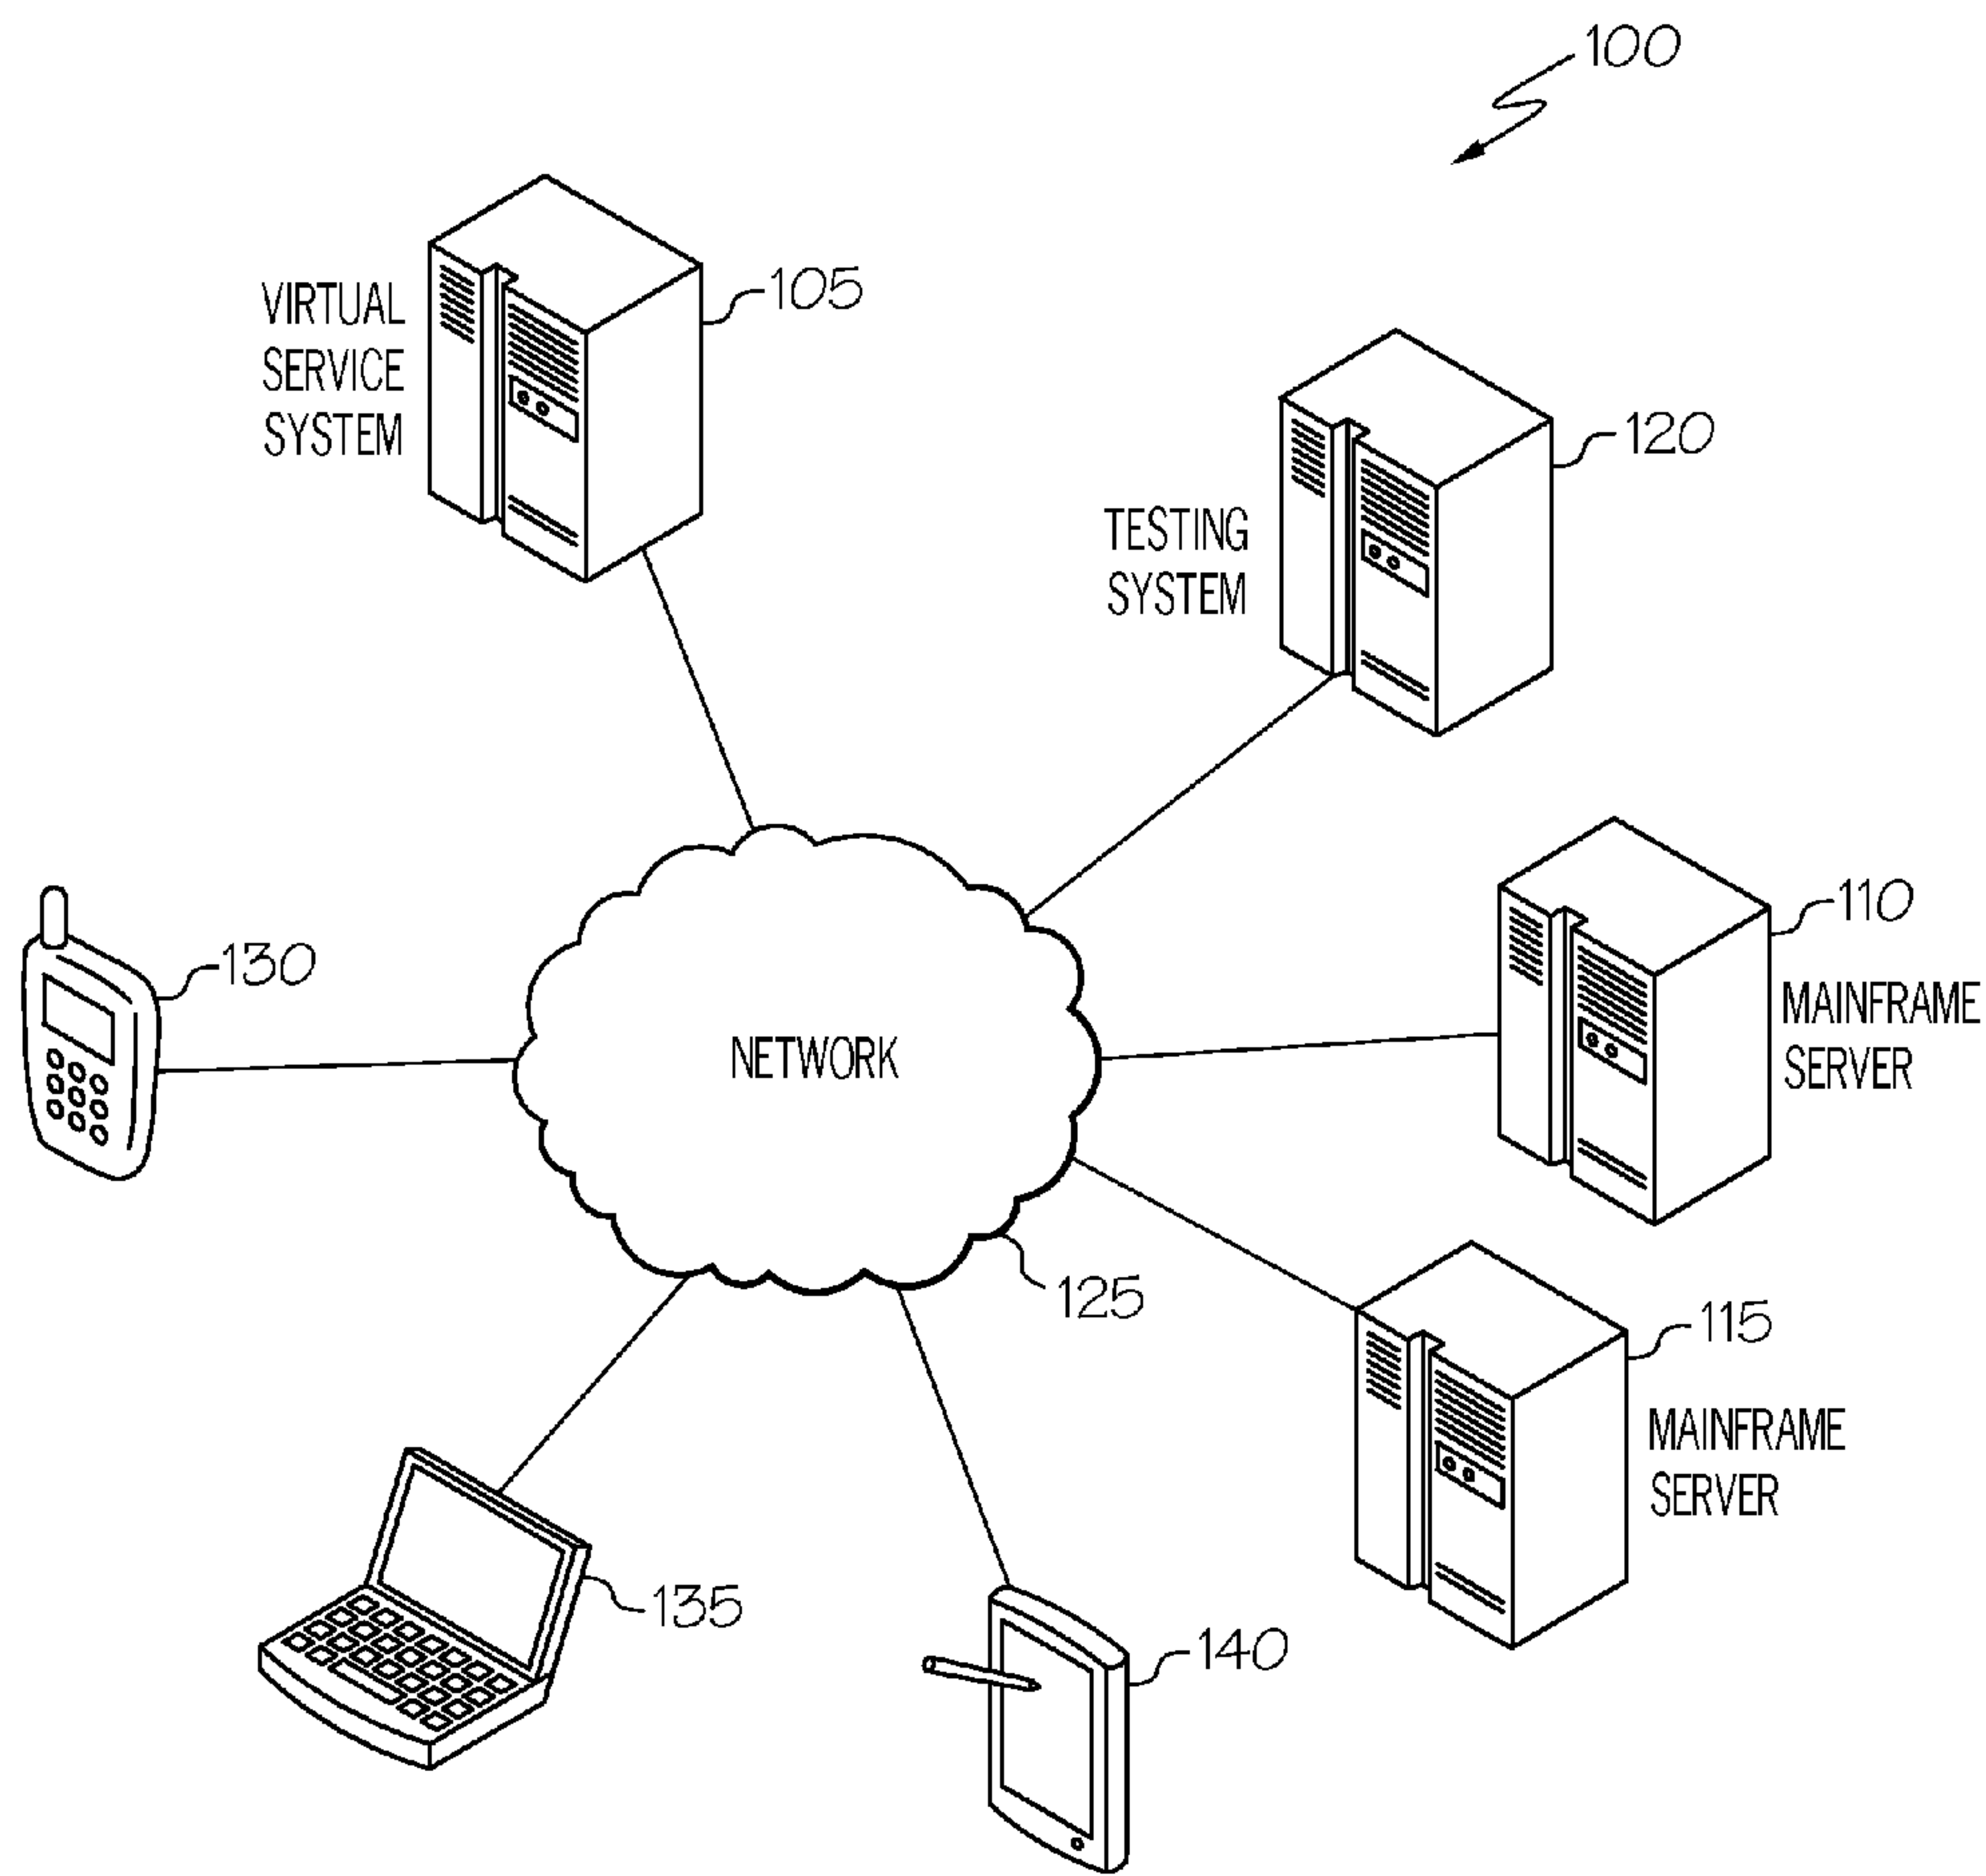 100
VIRTUAL
SERVICE
SYSTEM
105
TESTING
SYSTEM
120
110
MAINFRAME
SERVER
130
NETWORK
125
115
MAINFRAME
SERVER
135
140